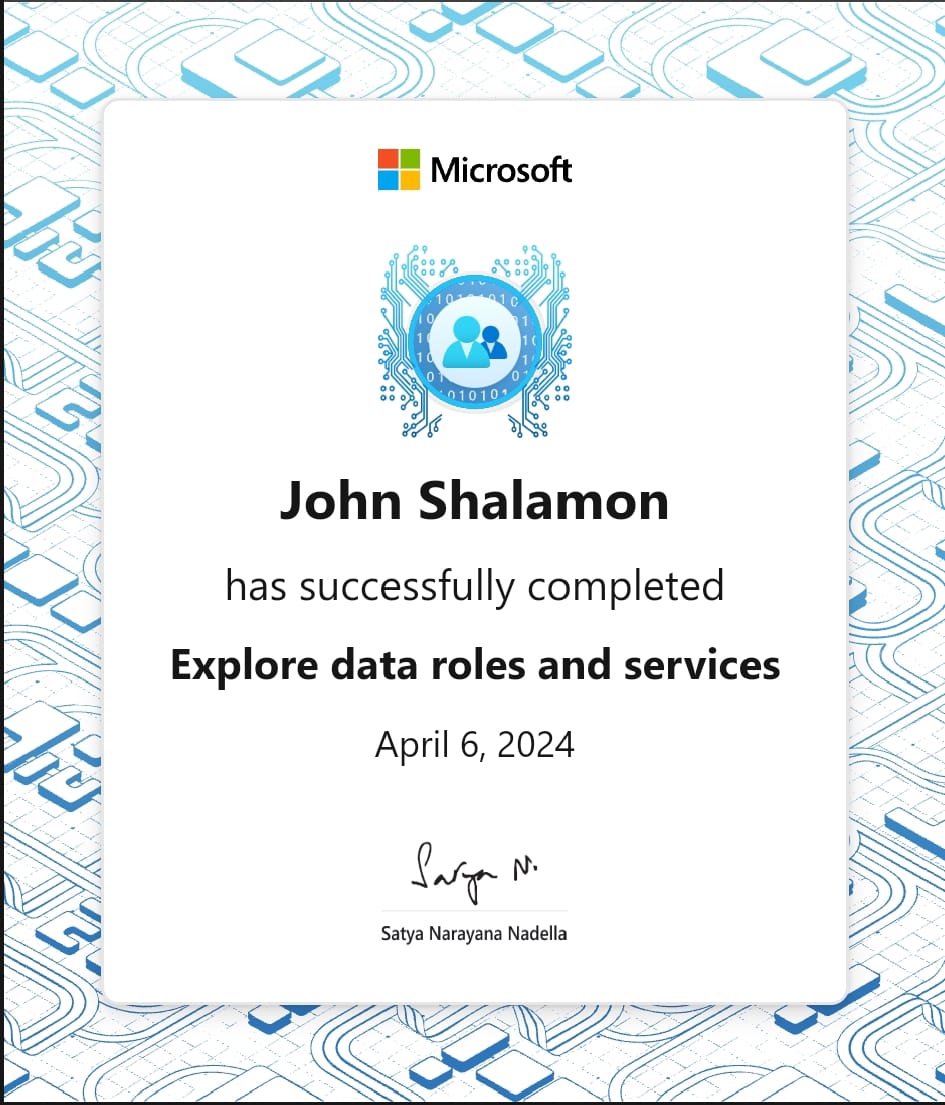 Microsoft
John Shalamon
has successfully completed
Explore data roles and services
April 6, 2024
Satya N.
Satya Narayana Nadella